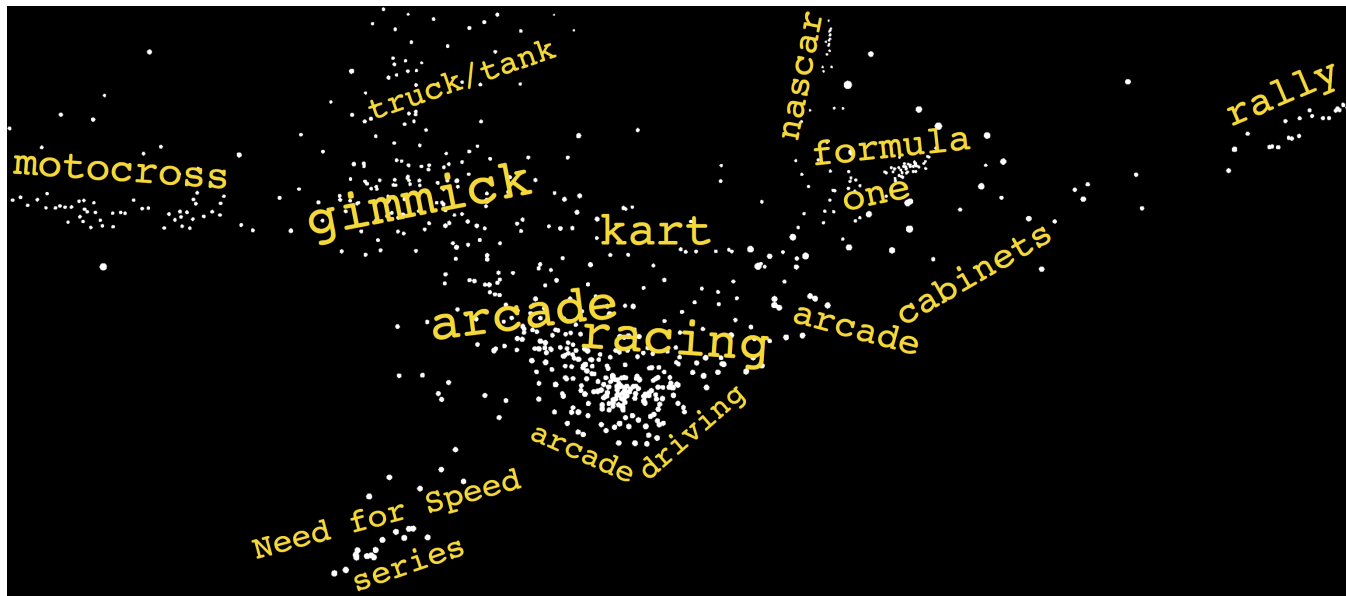 nascar
truck/tank
rally
formula
one
motocross
gimmick
kart
cabinets
arcade
arcade
racing
arcade
driving
Need for Speed
series